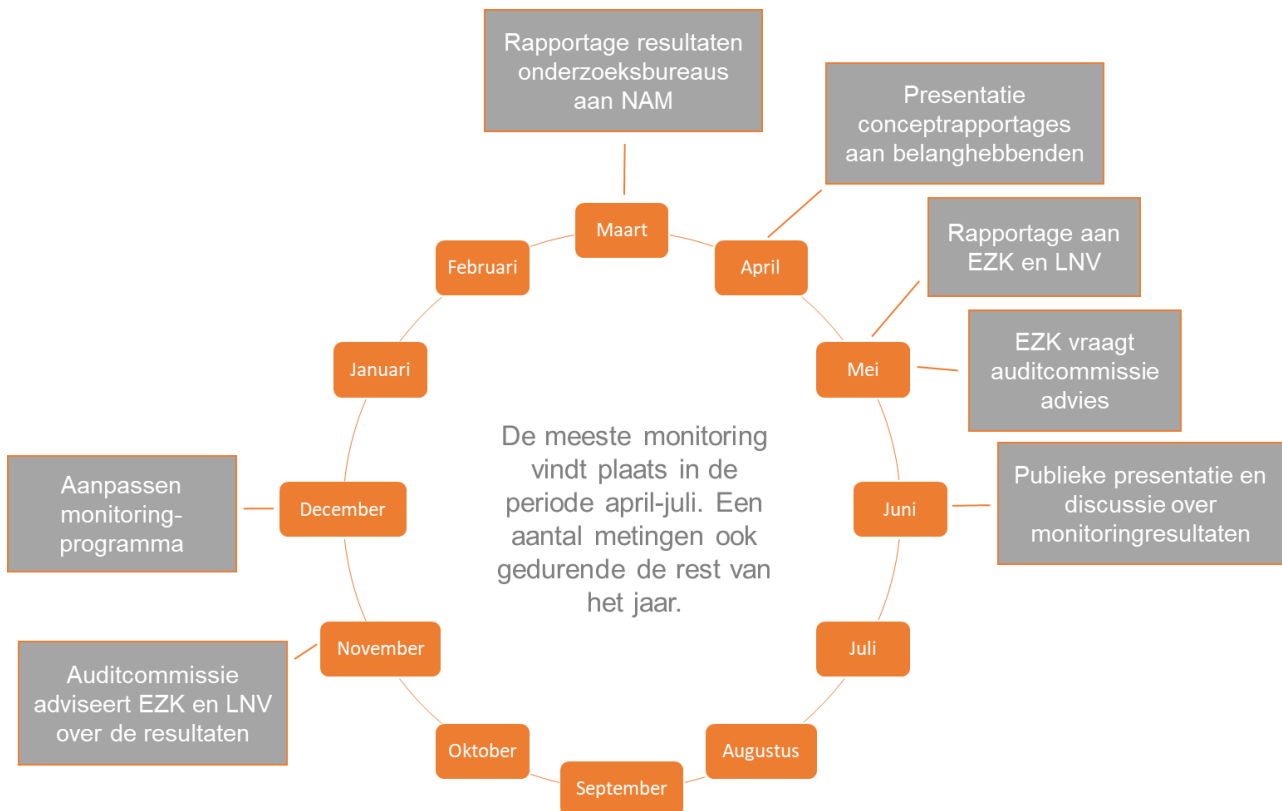 Rapportage resultaten
onderzoeksbureaus
aan NAM
Presentatie
conceptrapportages
aan belanghebbenden
Maart
Februari
April
Rapportage aan
EZK en LNV
EZK vraagt
auditcommissie
advies
Januari
Mei
De meeste monitoring
vindt plaats in de
periode april-juli. Een
aantal metingen ook
gedurende de rest van
het jaar.
Aanpassen
monitoring-
programma
December
Juni
Publieke presentatie en
discussie over
monitoringresultaten
November
Juli
Auditcommissie
adviseert EZK en LNV
over de resultaten
Oktober
Augustus
September